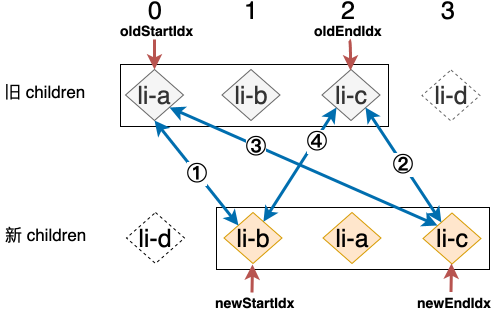 0 1 2 3
oldStartIdx oldEndIdx
旧 children li-a li-b li-c li-d
③ ④
① ②
新 children li-d li-b li-a li-c
newStartIdx newEndIdx